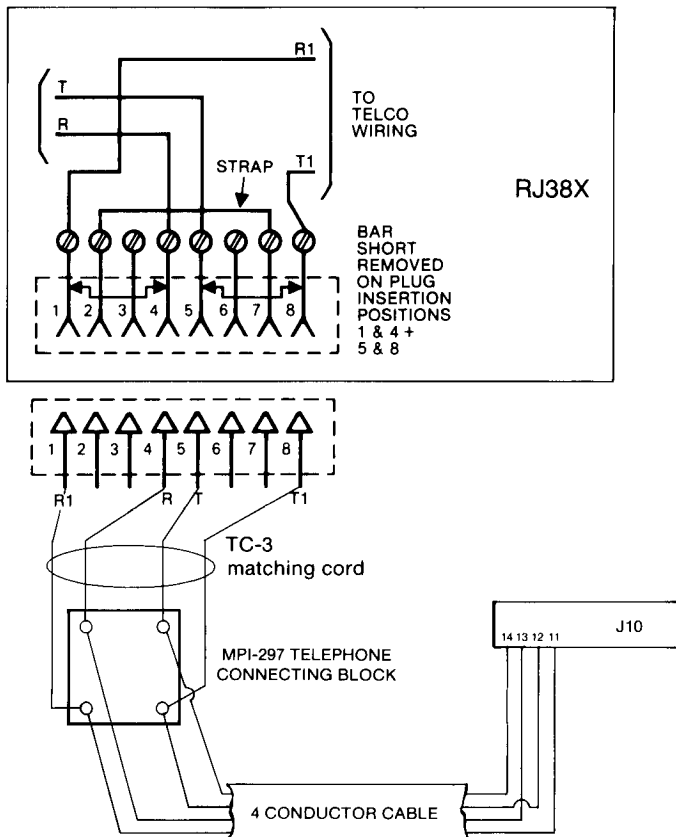 R1
T
TO
TELCO
WIRING
R
STRAP
T1
RJ38X
BAR
SHORT
REMOVED
ON PLUG
INSERTION
POSITIONS
1 & 4 +
5 & 8
1 2 3 4 5 6 7 8
1 2 3 4 5 6 7 8
R1 R T T1
TC-3
matching cord
MPI-297 TELEPHONE
CONNECTING BLOCK
J10
14 13 12 11
4 CONDUCTOR CABLE